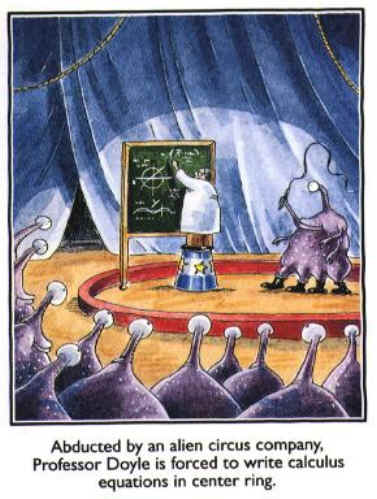 Abducted by an alien circus company,
Professor Doyle is forced to write calculus
equations in center ring.